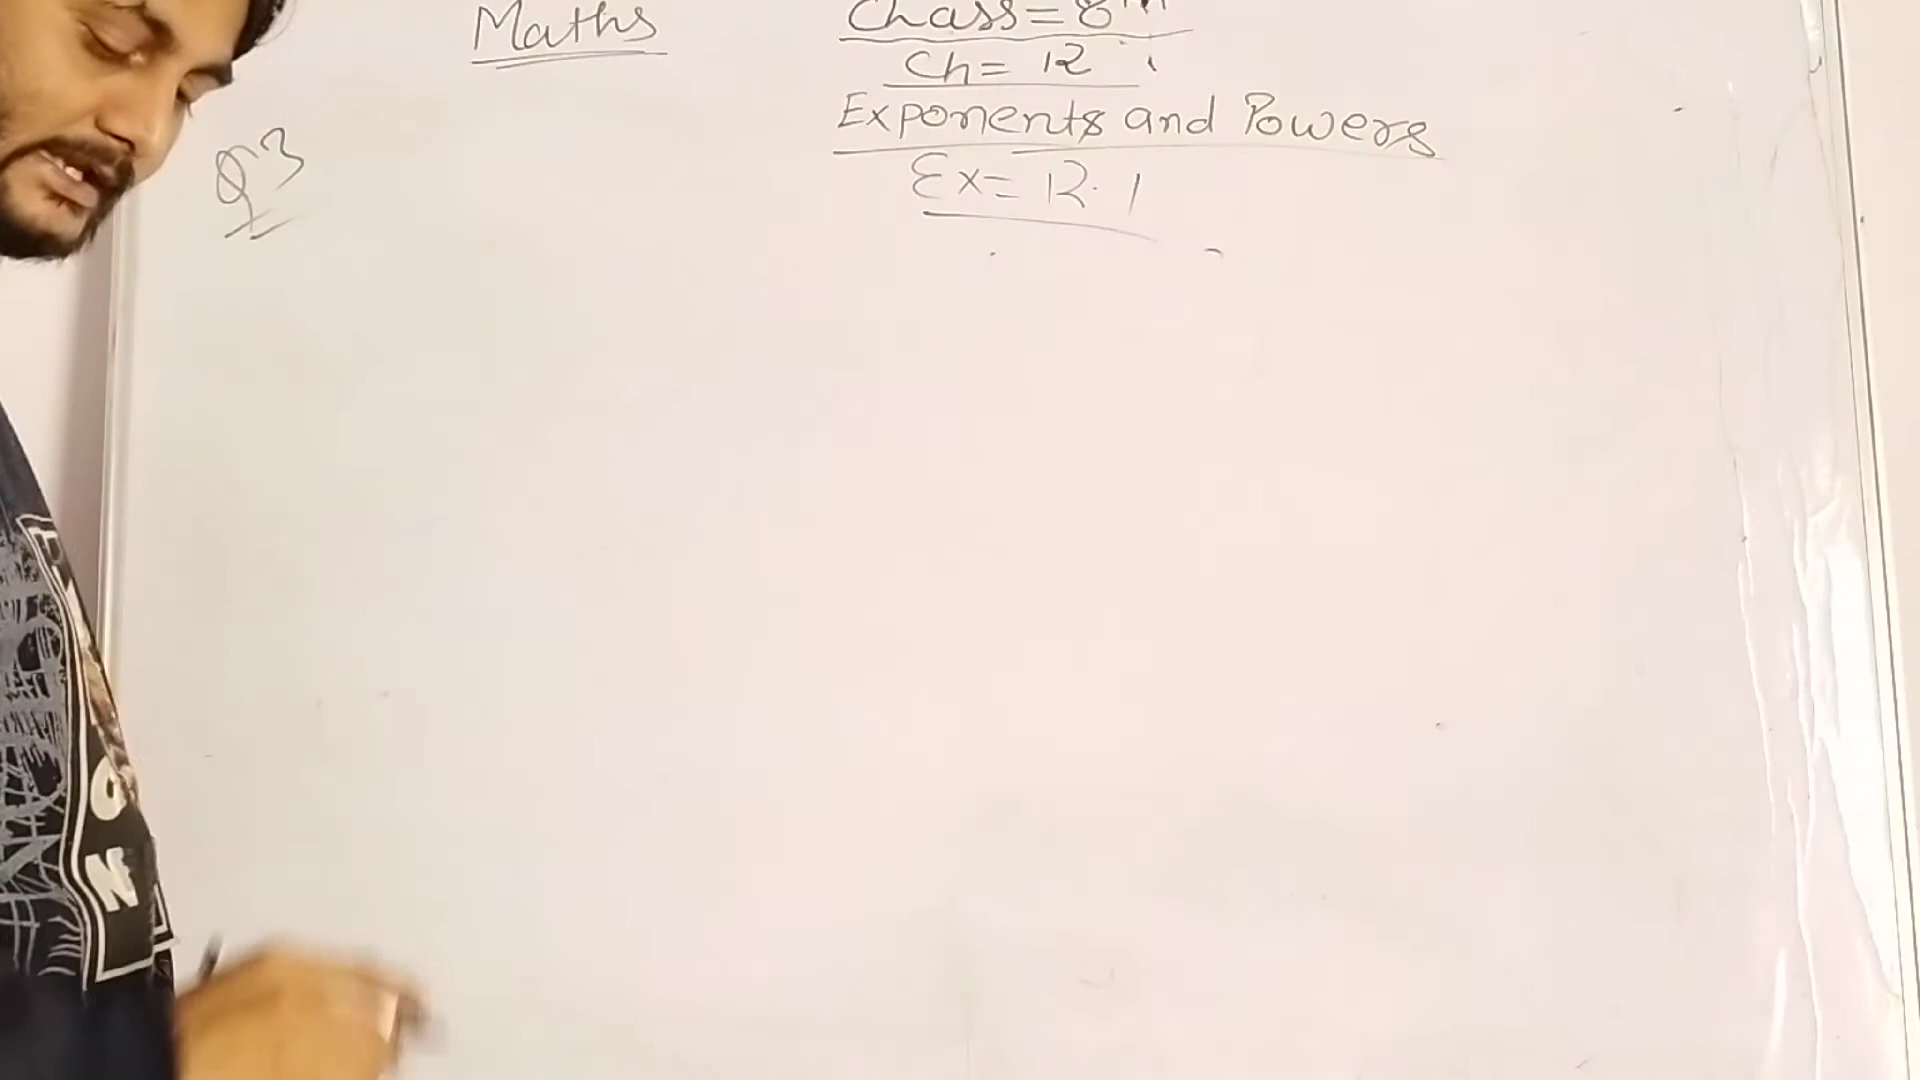 Maths
Class = 8th
Ch = 12
Exponents and Powers
Ex = 12.1
Q3
O
N